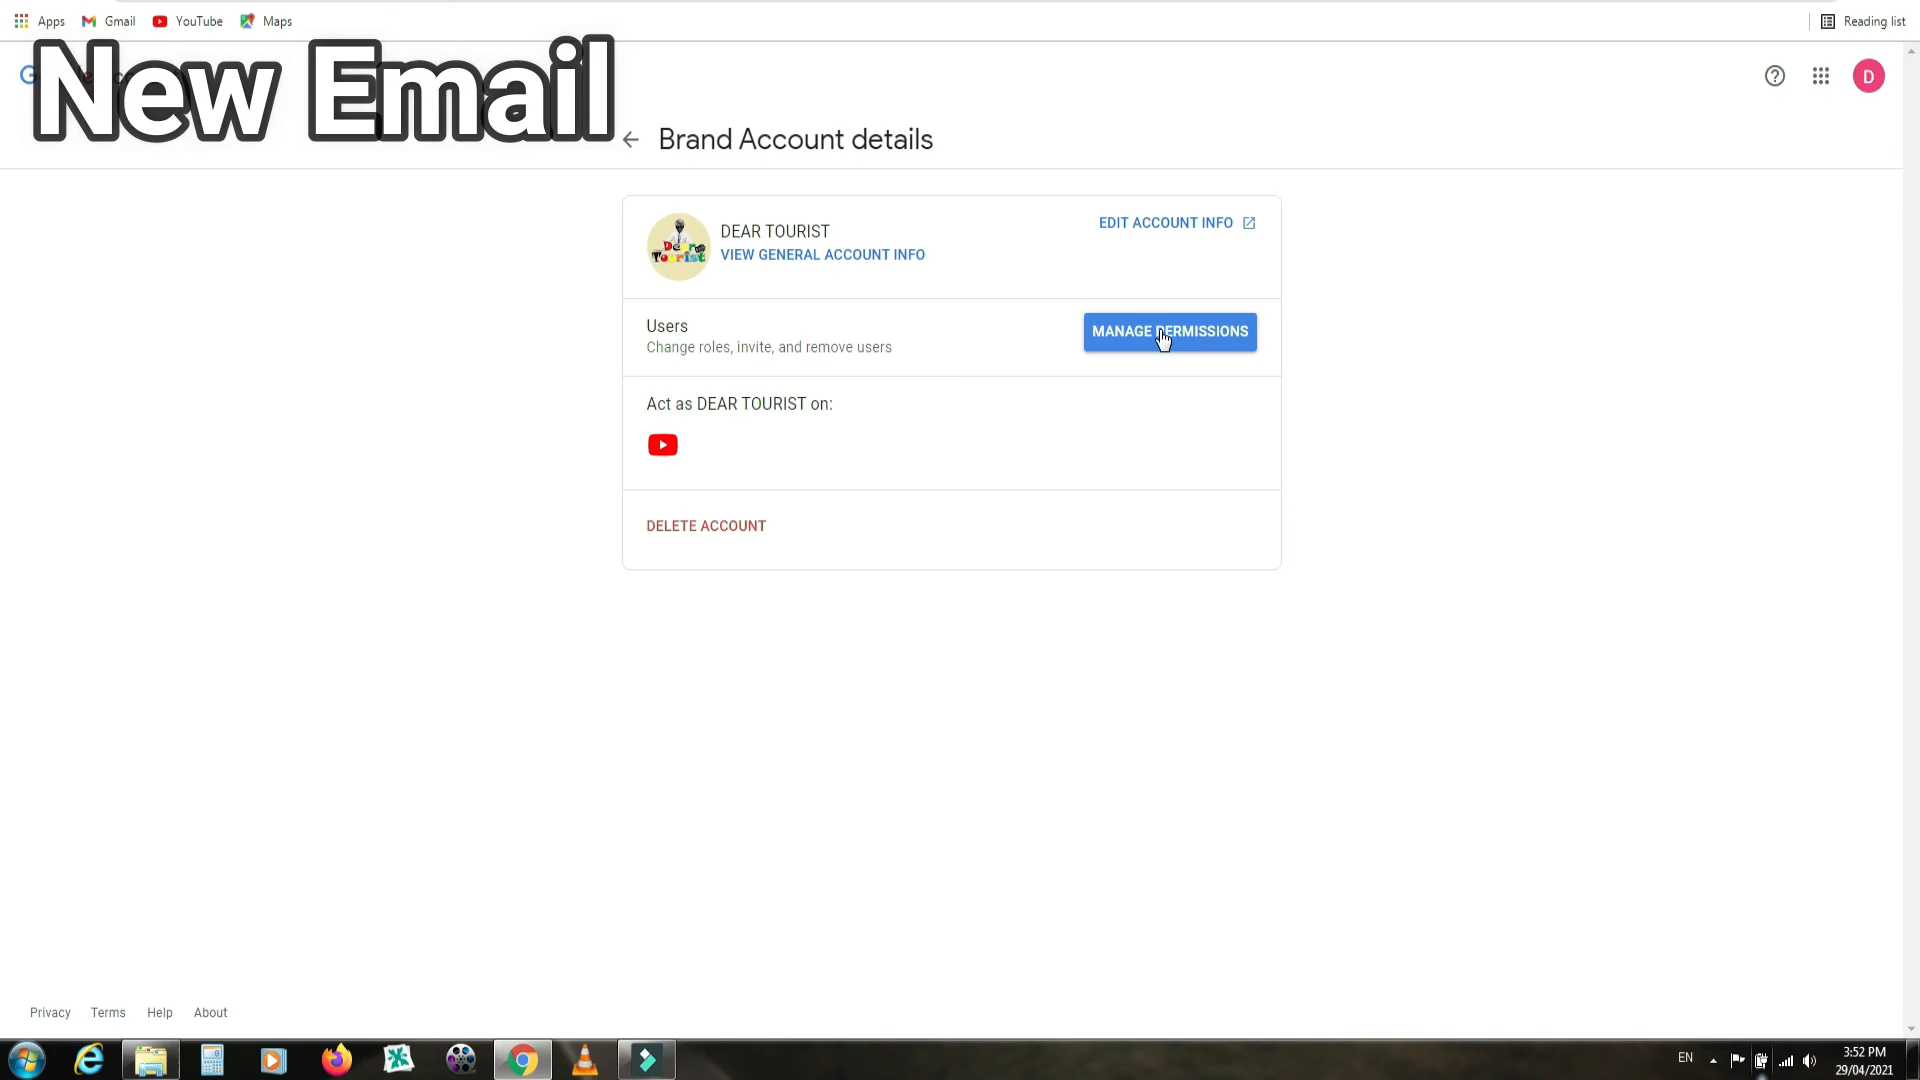 Apps Gmail YouTube Maps Reading list
New Email
D
Brand Account details
DEAR TOURIST
EDIT ACCOUNT INFO
VIEW GENERAL ACCOUNT INFO
Dear
Tourist
Users
MANAGE PERMISSIONS
Change roles, invite, and remove users
Act as DEAR TOURIST on:
DELETE ACCOUNT
Privacy Terms Help About
EN
3:52 PM
29/04/2021